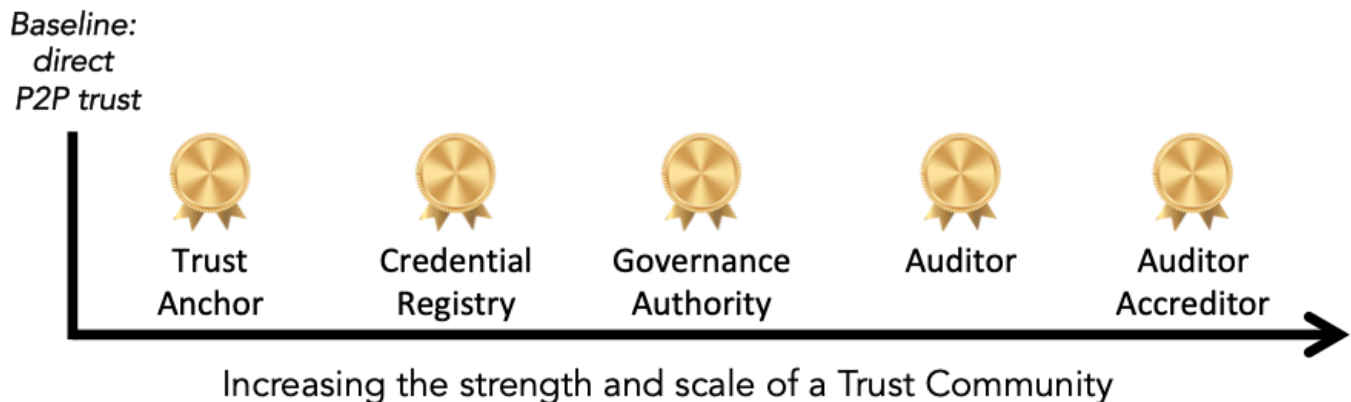 Baseline:
direct
P2P trust
Trust
Anchor
Credential
Registry
Governance
Authority
Auditor
Auditor
Accreditor
Increasing the strength and scale of a Trust Community